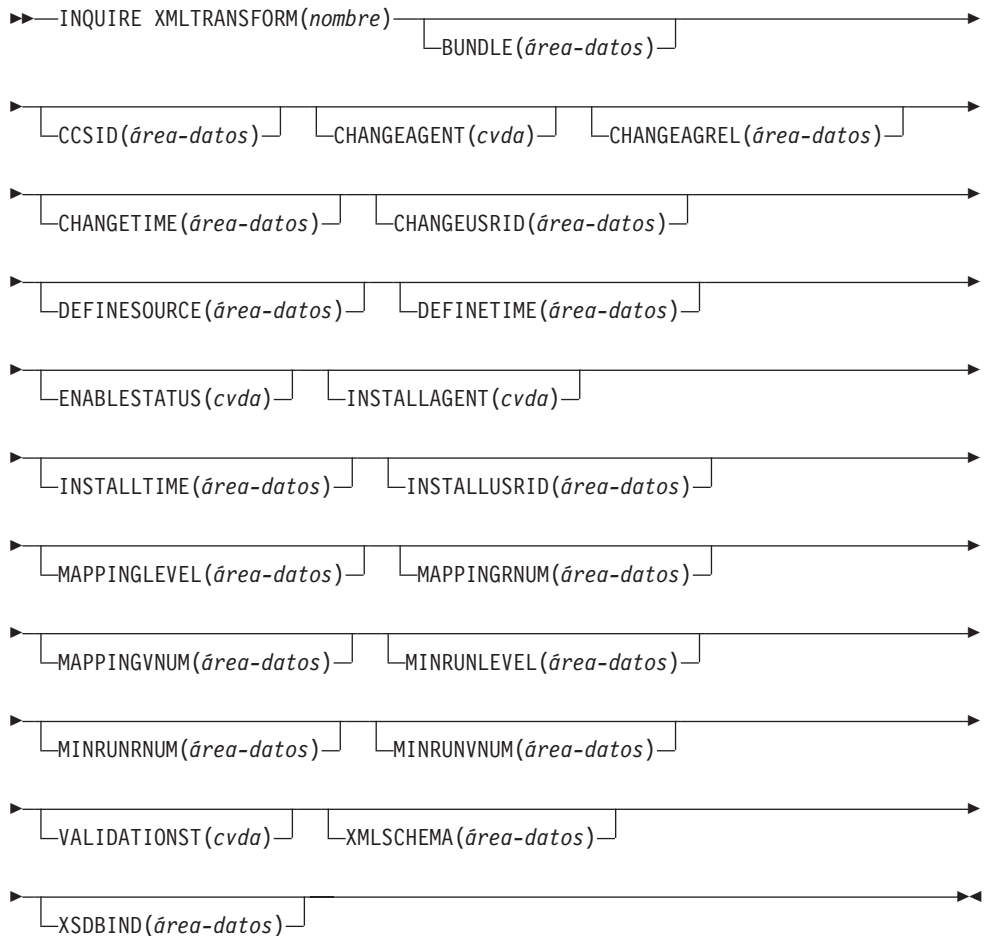 INQUIRE XMLTRANSFORM(nombre)
BUNDLE(área-datos)
CCSID(área-datos) CHANGEAGENT(cvda) CHANGEAGREL(área-datos)
CHANGETIME(área-datos) CHANGEUSRID(área-datos)
DEFINESOURCE(área-datos) DEFINETIME(área-datos)
ENABLESTATUS(cvda) INSTALLAGENT(cvda)
INSTALLTIME(área-datos) INSTALLUSRID(área-datos)
MAPPINGLEVEL(área-datos) MAPPINGRNUM(área-datos)
MAPPINGVNUM(área-datos) MINRUNLEVEL(área-datos)
MINRUNRNUM(área-datos) MINRUNVNUM(área-datos)
VALIDATIONST(cvda) XMLSCHEMA(área-datos)
XSDBIND(área-datos)